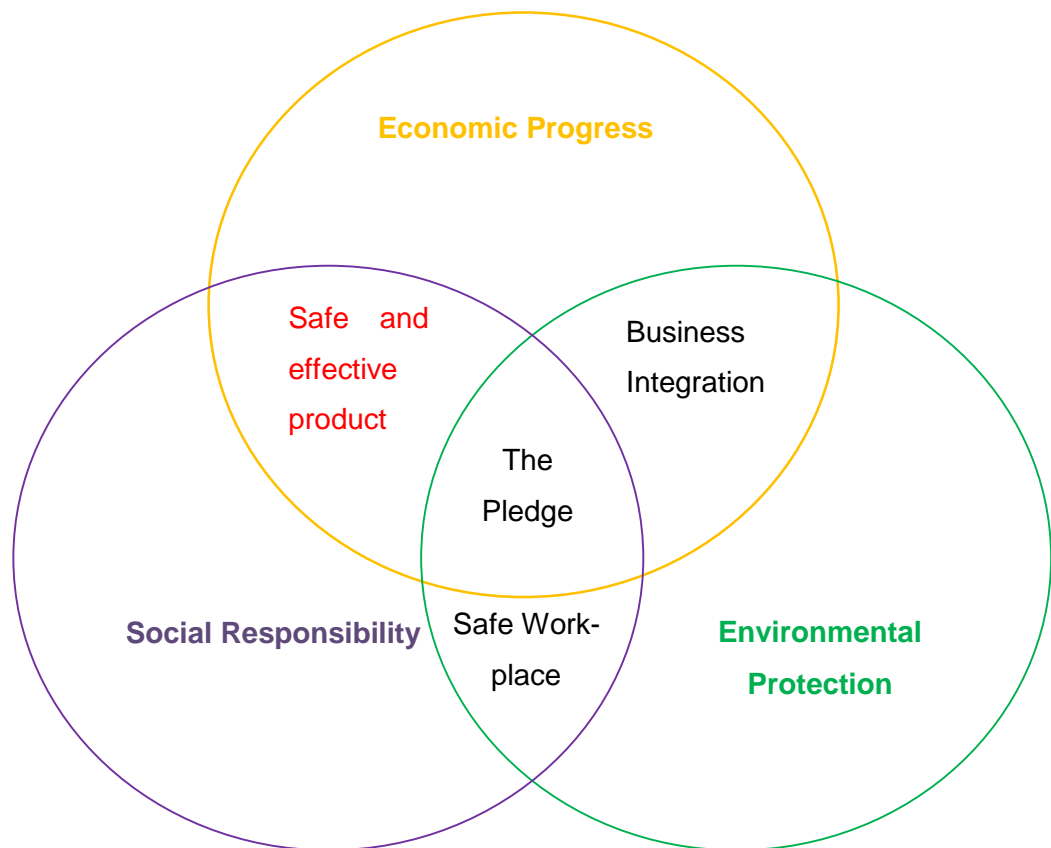 Economic Progress
Safe and
effective
product
Business
Integration
The
Pledge
Social Responsibility
Safe Work-
place
Environmental
Protection